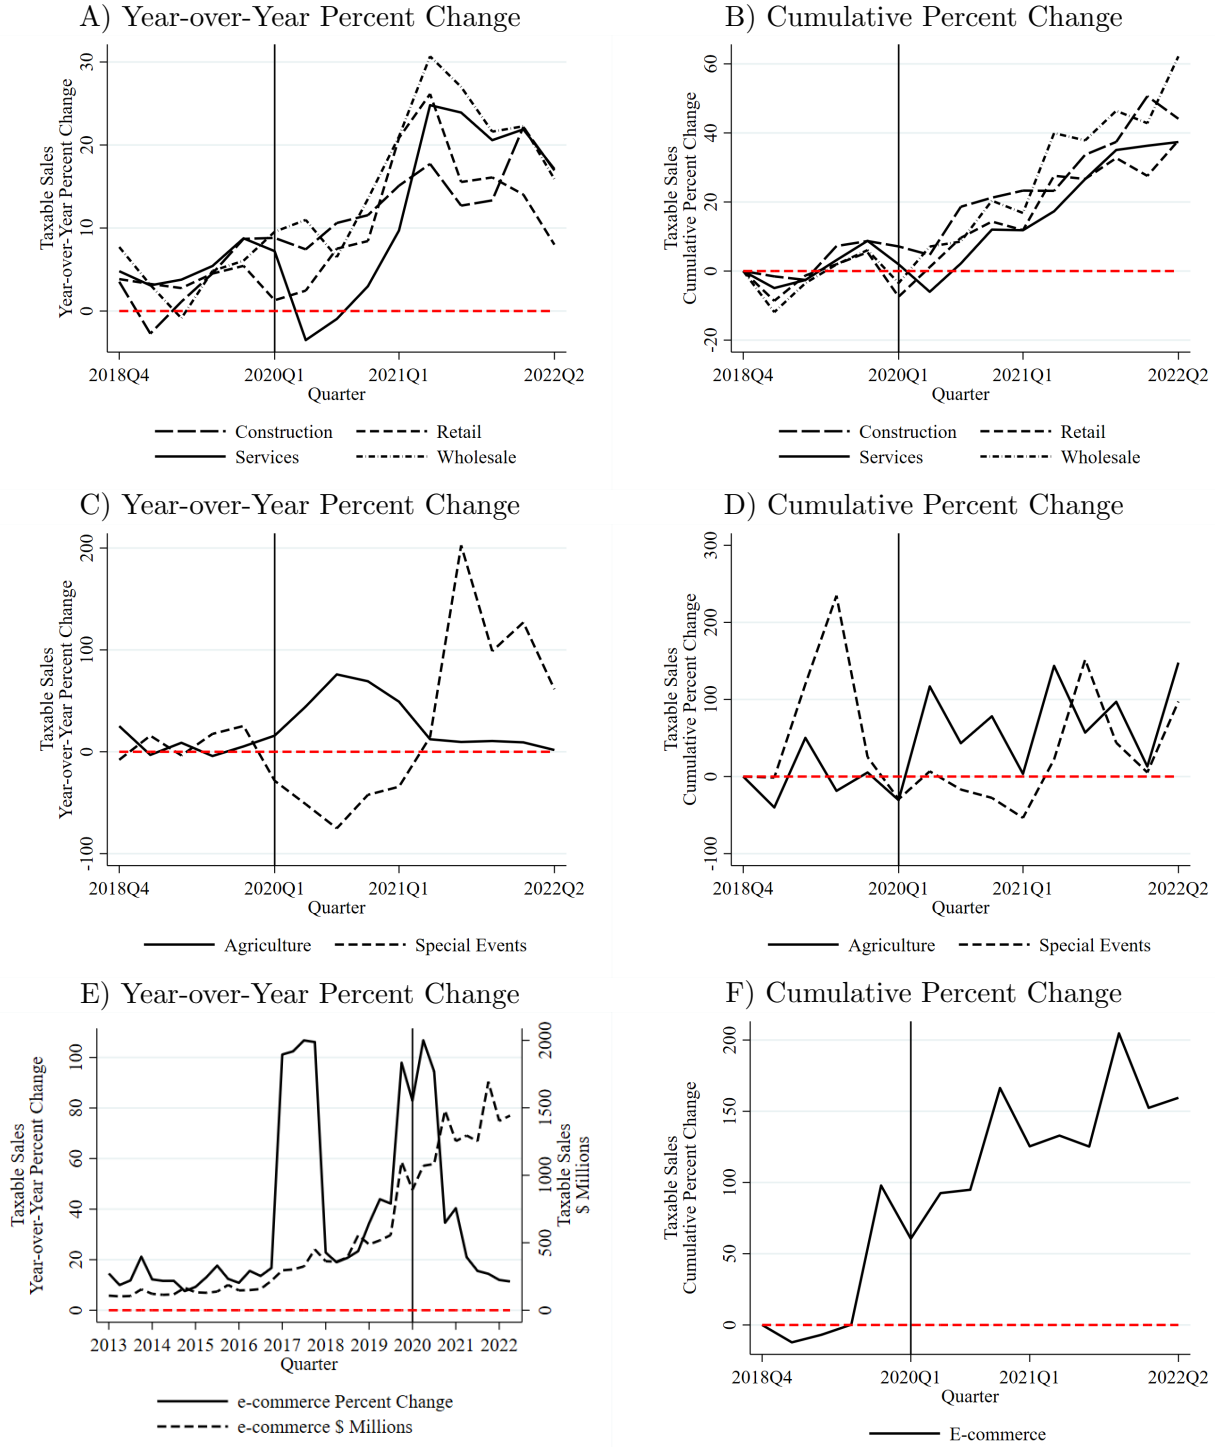 A) Year-over-Year Percent Change
Taxable Sales
Year-over-Year Percent Change
30
20
10
0
2018Q4 2020Q1 2021Q1 2022Q2
Quarter
Construction Retail
Services Wholesale
B) Cumulative Percent Change
Taxable Sales
Cumulative Percent Change
60
40
20
0
-20
2018Q4 2020Q1 2021Q1 2022Q2
Quarter
Construction Retail
Services Wholesale
C) Year-over-Year Percent Change
Taxable Sales
Year-over-Year Percent Change
200
100
0
-100
2018Q4 2020Q1 2021Q1 2022Q2
Quarter
Agriculture Special Events
D) Cumulative Percent Change
Taxable Sales
Cumulative Percent Change
300
200
100
0
-100
2018Q4 2020Q1 2021Q1 2022Q2
Quarter
Agriculture Special Events
E) Year-over-Year Percent Change
Taxable Sales
Year-over-Year Percent Change
100
80
60
40
20
0
2000
1500
1000
500
0
Taxable Sales
$ Millions
2013 2014 2015 2016 2017 2018 2019 2020 2021 2022
Quarter
e-commerce Percent Change
e-commerce $ Millions
F) Cumulative Percent Change
Taxable Sales
Cumulative Percent Change
200
150
100
50
0
2018Q4 2020Q1 2021Q1 2022Q2
Quarter
E-commerce